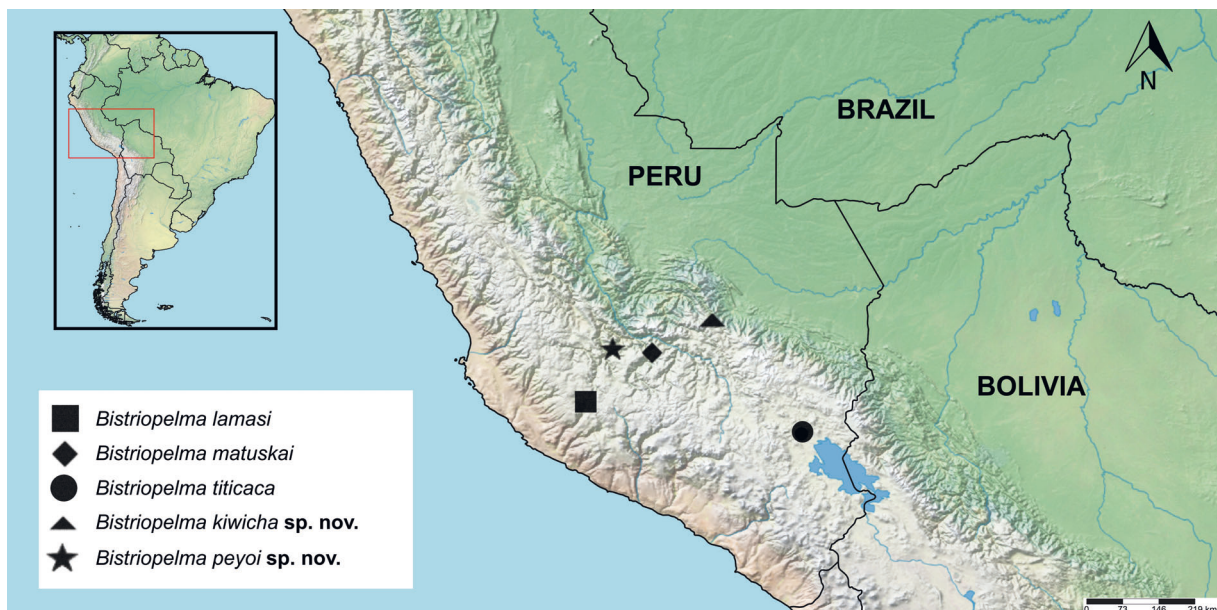 N
BRAZIL
PERU
BOLIVIA
Bistriopelma lamasi
Bistriopelma matuskai
Bistriopelma titicaca
Bistriopelma kiwicha sp. nov.
Bistriopelma peyoi sp. nov.
0 73 146 219 km